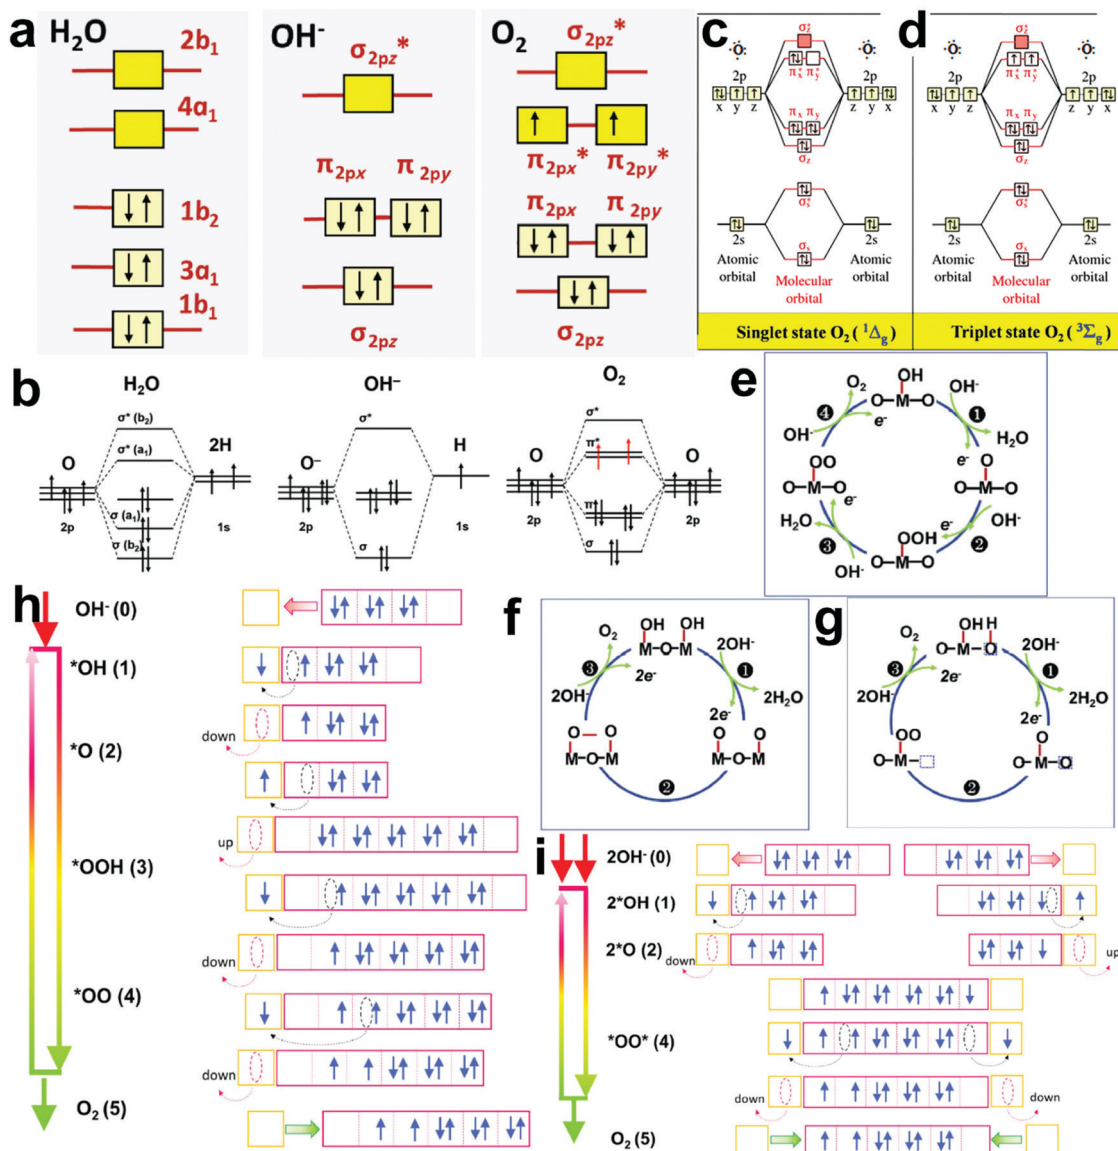 a
H₂O
2b₁
4a₁
1b₂
3a₁
1b₁
OH⁻
σ₂pz*
π₂px π₂py
σ₂pz
O₂
σ₂pz*
π₂px* π₂py*
π₂px π₂py
σ₂pz
c
·Ö: ·Ö:
σz*
πx* πy*
2p 2p
x y z z y x
πx πy
σz
σs*
2s 2s
σs
Atomic orbital
Molecular orbital
Atomic orbital
Singlet state O₂ (¹Δg)
d
·Ö: ·Ö:
σz*
πx* πy*
2p 2p
x y z z y x
πx πy
σz
σs*
2s 2s
σs
Atomic orbital
Molecular orbital
Atomic orbital
Triplet state O₂ (³Σg)
b
H₂O
σ* (b₂)
σ* (a₁)
O 2H
2p 1s
σ (a₁)
σ (b₂)
OH⁻
σ*
O⁻ H
2p 1s
σ
O₂
σ*
π*
O O
2p 2p
π
σ
e
OH
O–M–O
O₂ OH⁻
4 1
e⁻
OH⁻ H₂O
e⁻
OO O
O–M–O O–M–O
e⁻ e⁻
H₂O OH⁻
3 2
OOH
O–M–O
OH⁻
f
OH OH
M–O–M
O₂ 2OH⁻
3 1
2e⁻
2OH⁻ 2H₂O
2e⁻
O — O O O
M–O–M M–O–M
2
g
OH H
O–M–O
O₂ 2OH⁻
3 1
2e⁻
2OH⁻ 2H₂O
2e⁻
OO O
O–M– O–M–O
2
h
OH⁻ (0)
*OH (1)
down
*O (2)
up
*OOH (3)
down
*OO (4)
down
O₂ (5)
i
2OH⁻ (0)
2*OH (1)
2*O (2)
down up
*OO* (4)
down down
O₂ (5)